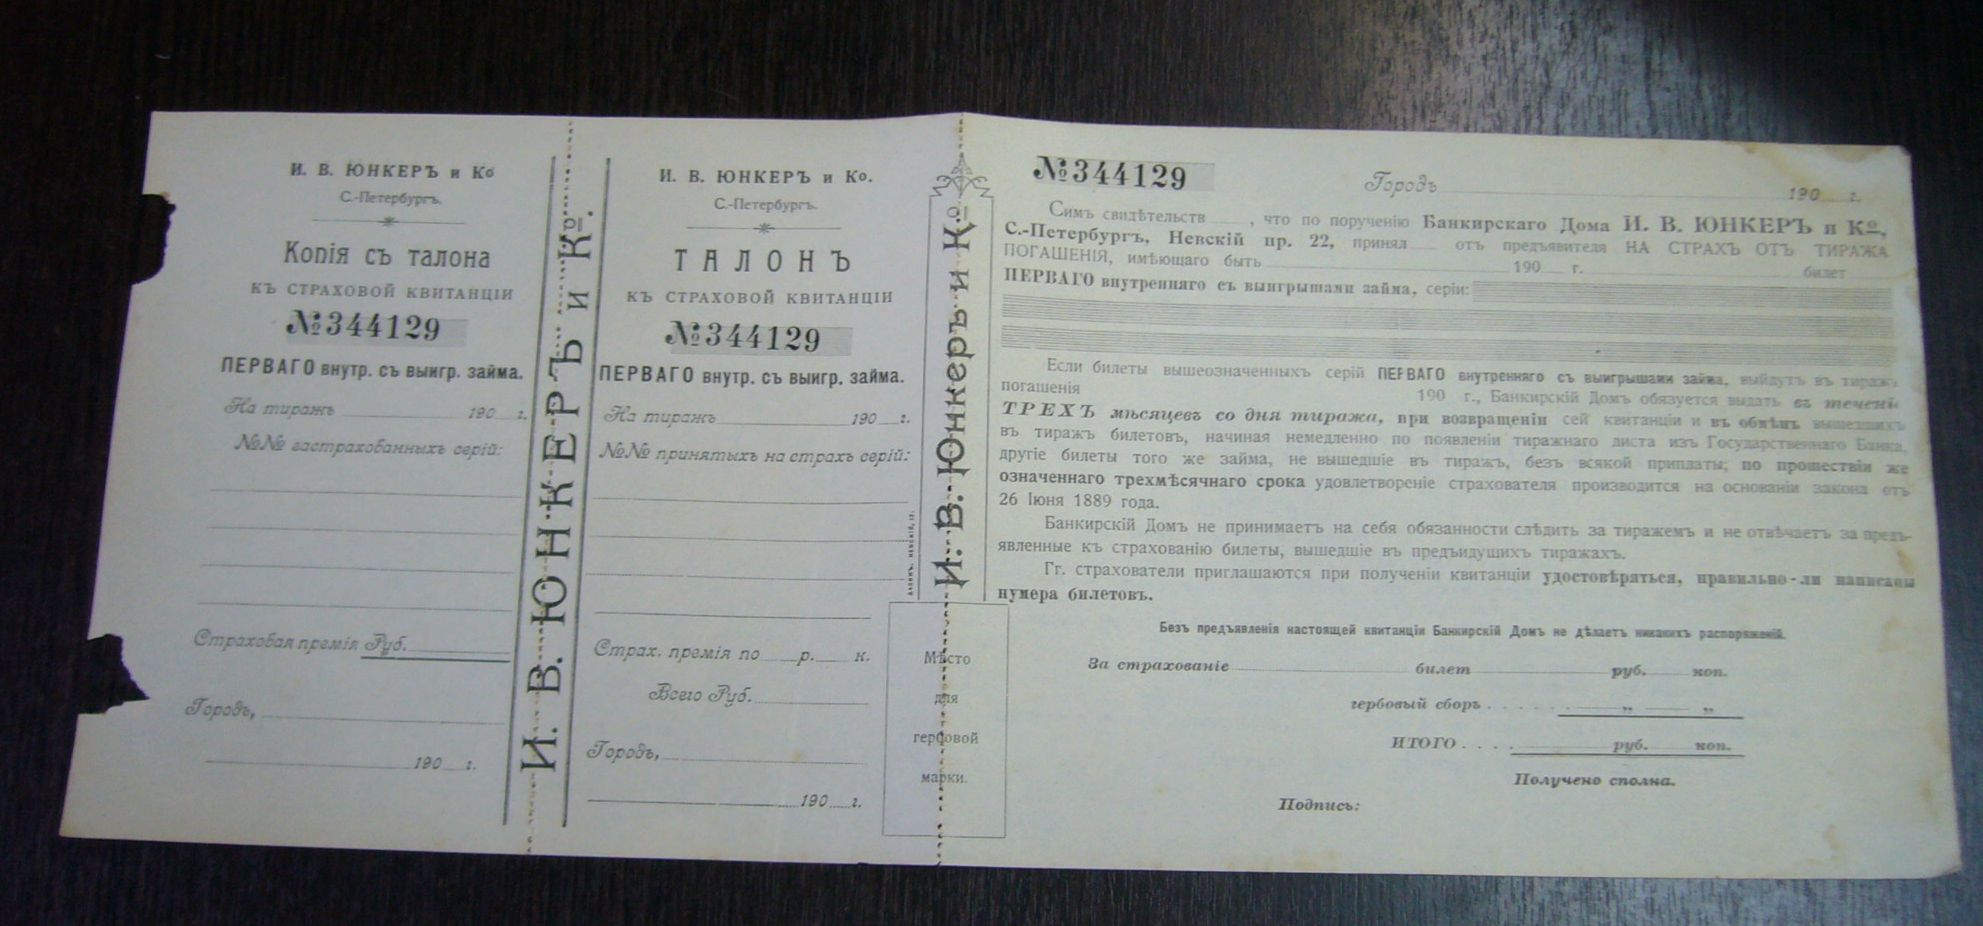 И. В. ЮНКЕРЪ и Ко
С.-Петербургъ.
Копія съ талона
КЪ СТРАХОВОЙ КВИТАНЦІИ
№344129
ПЕРВАГО внутр. съ выигр. займа.
На тиражъ 190 г.
№№ застрахованныхъ серій:
Страховая премія Руб.
Городъ,
190 г.
И. В. ЮНКЕРЪ и Ко.
И. В. ЮНКЕРЪ и Ко.
С.-Петербургъ.
ТАЛОНЪ
КЪ СТРАХОВОЙ КВИТАНЦІИ
№344129
ПЕРВАГО внутр. съ выигр. займа.
На тиражъ 190 г.
№№ принятыхъ на страхъ серій:
Страх. премія по р. к.
Всего Руб.
Городъ,
190 г.
И. В. Юнкеръ и Ко
Мѣсто
для
гербовой
марки.
№344129
Городъ 190 г.
Симъ свидѣтельств , что по порученію Банкирскаго Дома И. В. ЮНКЕРЪ и Ко,
С.-Петербургъ, Невскій пр. 22, принял отъ предъявителя НА СТРАХЪ ОТЪ ТИРАЖА
ПОГАШЕНІЯ, имѣющаго быть 190 г. билет
ПЕРВАГО внутренняго съ выигрышами займа, серіи:
Если билеты вышеозначенныхъ серій ПЕРВАГО внутренняго съ выигрышами займа, выйдутъ въ тиражъ
погашенія 190 г., Банкирскій Домъ обязуется выдать въ теченіи
ТРЕХЪ мѣсяцевъ со дня тиража, при возвращеніи сей квитанціи и въ обмѣнъ вышедшихъ
въ тиражъ билетовъ, начиная немедленно по появленіи тиражнаго листа изъ Государственнаго Банка,
другіе билеты того же займа, не вышедшіе въ тиражъ, безъ всякой приплаты; по прошествіи же
означеннаго трехмѣсячнаго срока удовлетвореніе страхователя производится на основаніи закона отъ
26 Іюня 1889 года.
Банкирскій Домъ не принимаетъ на себя обязанности слѣдить за тиражемъ и не отвѣчаетъ за предъ-
явленные къ страхованію билеты, вышедшіе въ предъидущихъ тиражахъ.
Гг. страхователи приглашаются при полученіи квитанціи удостовѣряться, правильно-ли написаны
нумера билетовъ.
Безъ предъявленія настоящей квитанціи Банкирскій Домъ не дѣлаетъ никакихъ распоряженій.
За страхованіе билет руб. коп.
гербовый сборъ . . . . . . „ „
ИТОГО . . . . руб. коп.
Получено сполна.
Подпись: